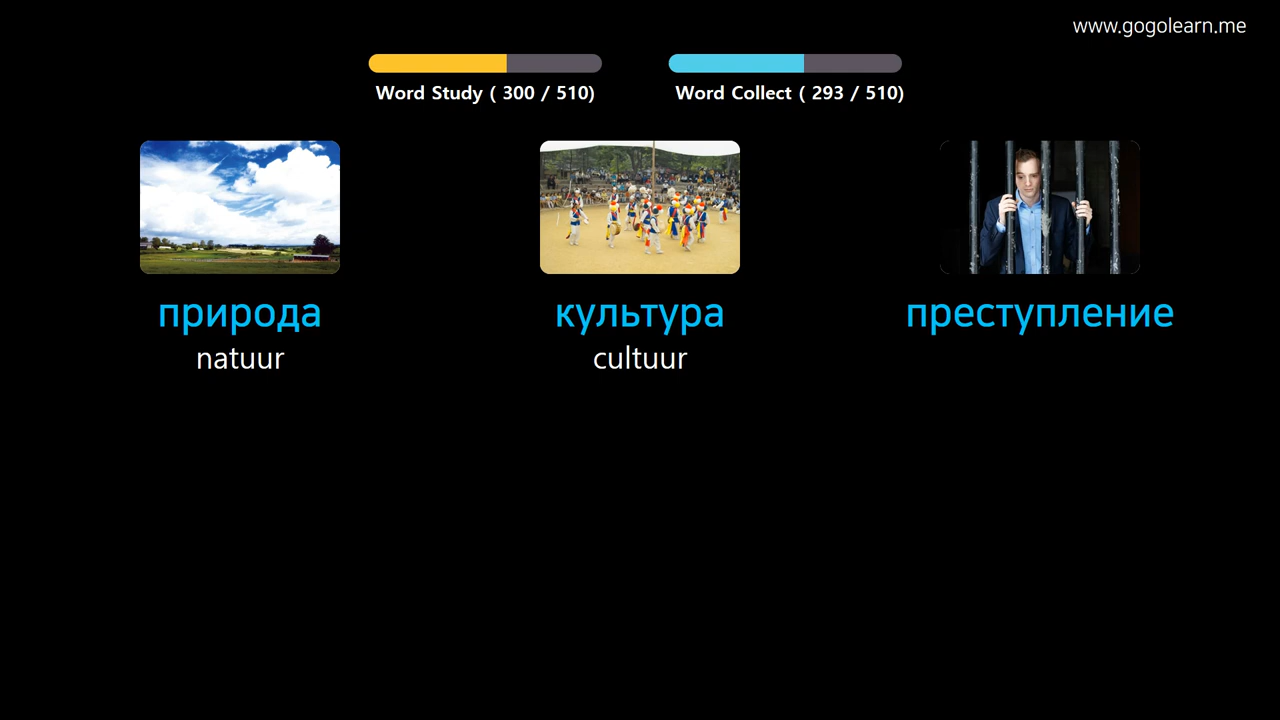 www.gogolearn.me
Word Study ( 300 / 510)
Word Collect ( 293 / 510)
природа
культура
преступление
natuur
cultuur